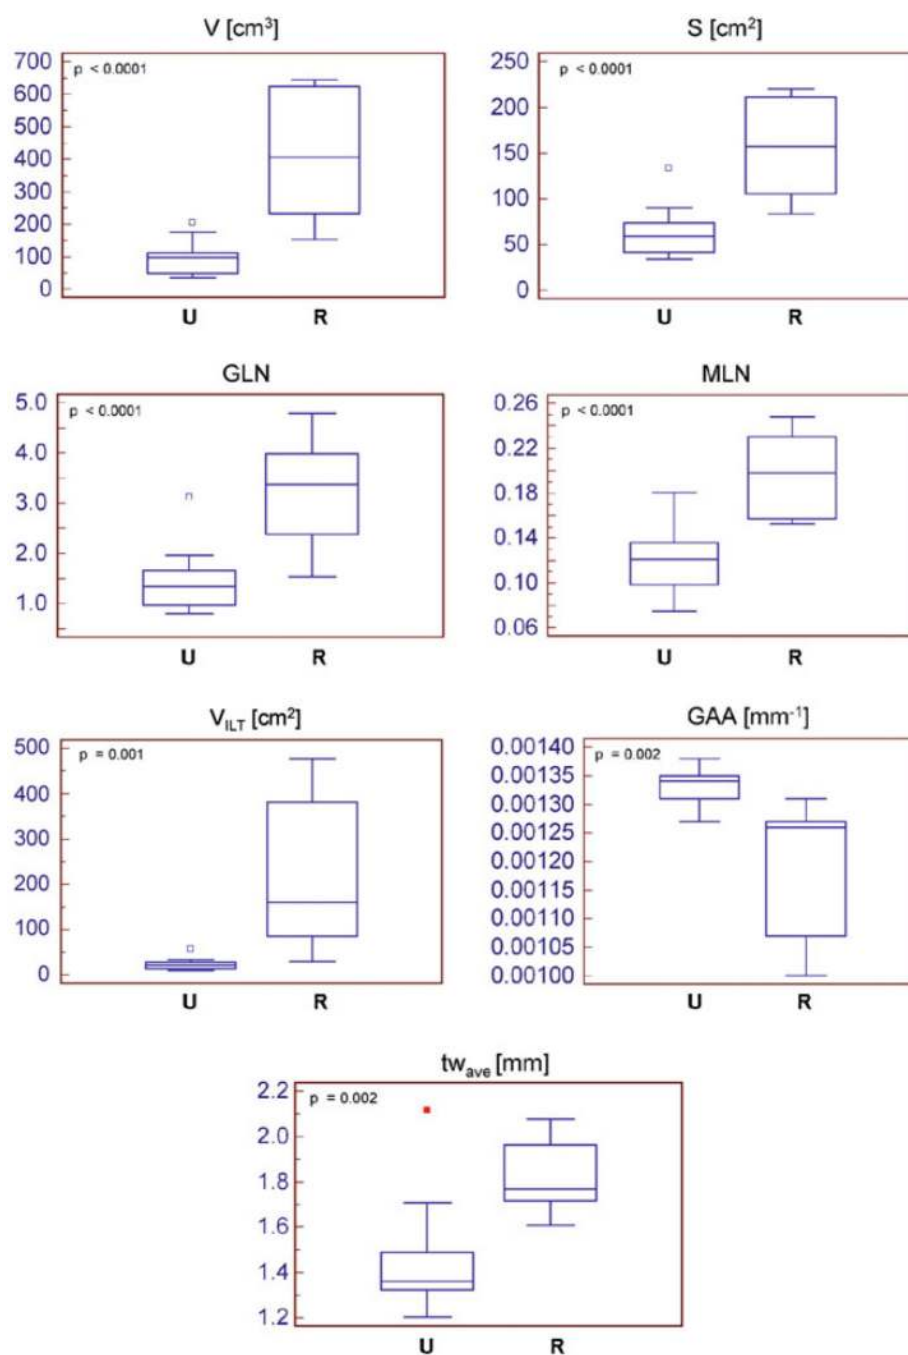 V [cm³]
p < 0.0001
700
600
500
400
300
200
100
0
U R
S [cm²]
p < 0.0001
250
200
150
100
50
0
U R
GLN
p < 0.0001
5.0
4.0
3.0
2.0
1.0
U R
MLN
p < 0.0001
0.26
0.22
0.18
0.14
0.10
0.06
U R
V_ILT [cm²]
p = 0.001
500
400
300
200
100
0
U R
GAA [mm⁻¹]
p = 0.002
0.00140
0.00135
0.00130
0.00125
0.00120
0.00115
0.00110
0.00105
0.00100
U R
tw_ave [mm]
p = 0.002
2.2
2.0
1.8
1.6
1.4
1.2
U R